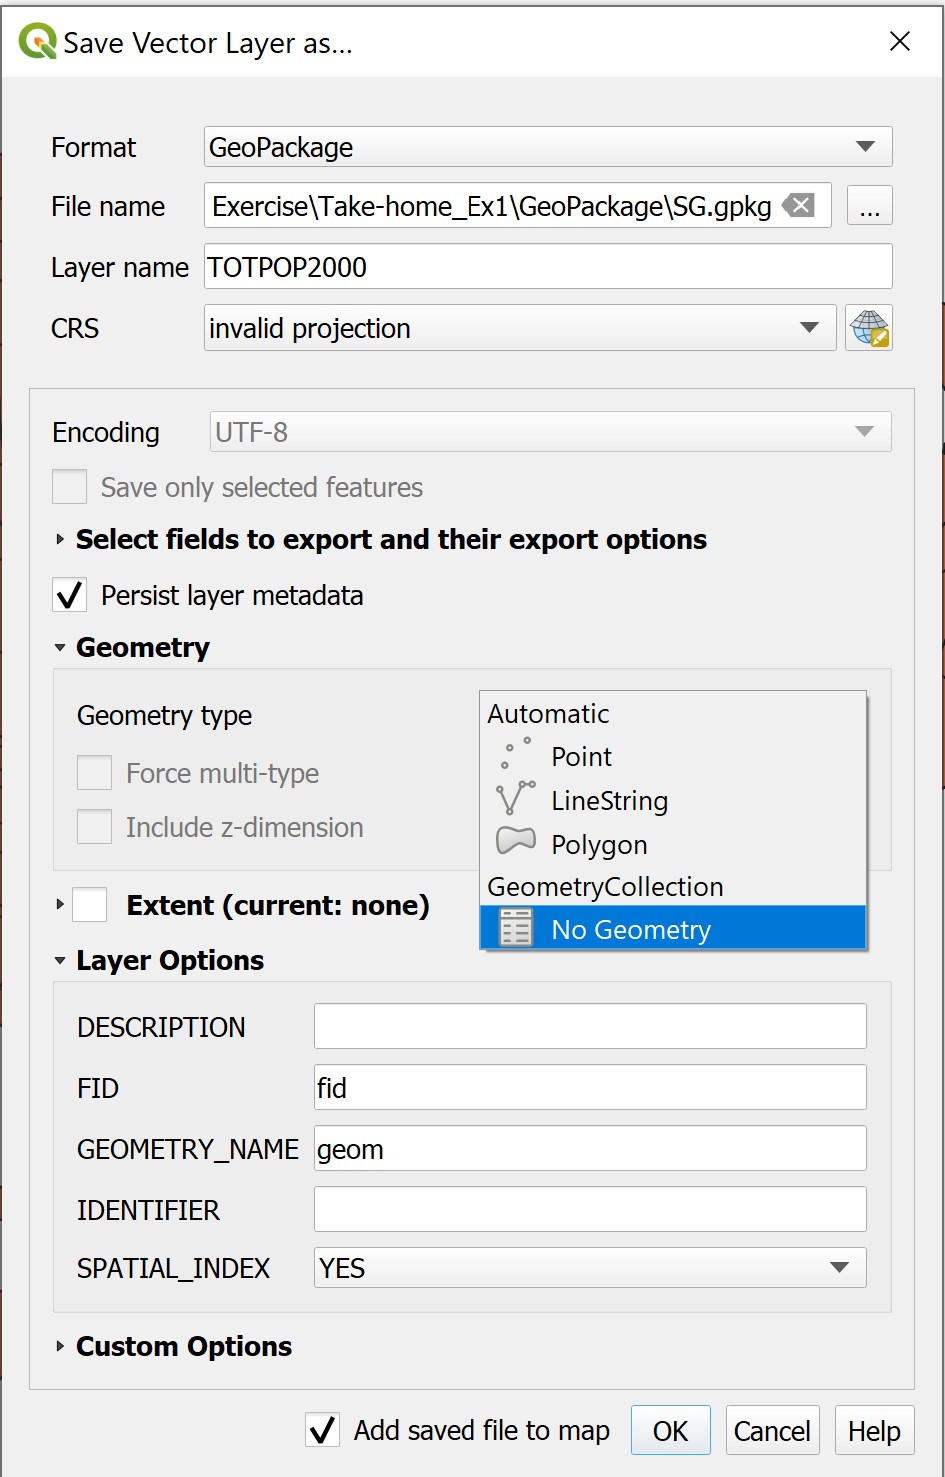 Save Vector Layer as...
Format GeoPackage
File name Exercise\Take-home_Ex1\GeoPackage\SG.gpkg ...
Layer name TOTPOP2000
CRS invalid projection
Encoding UTF-8
Save only selected features
Select fields to export and their export options
Persist layer metadata
Geometry
Geometry type Automatic
Point
Force multi-type LineString
Include z-dimension Polygon
GeometryCollection
Extent (current: none) No Geometry
Layer Options
DESCRIPTION
FID fid
GEOMETRY_NAME geom
IDENTIFIER
SPATIAL_INDEX YES
Custom Options
Add saved file to map OK Cancel Help